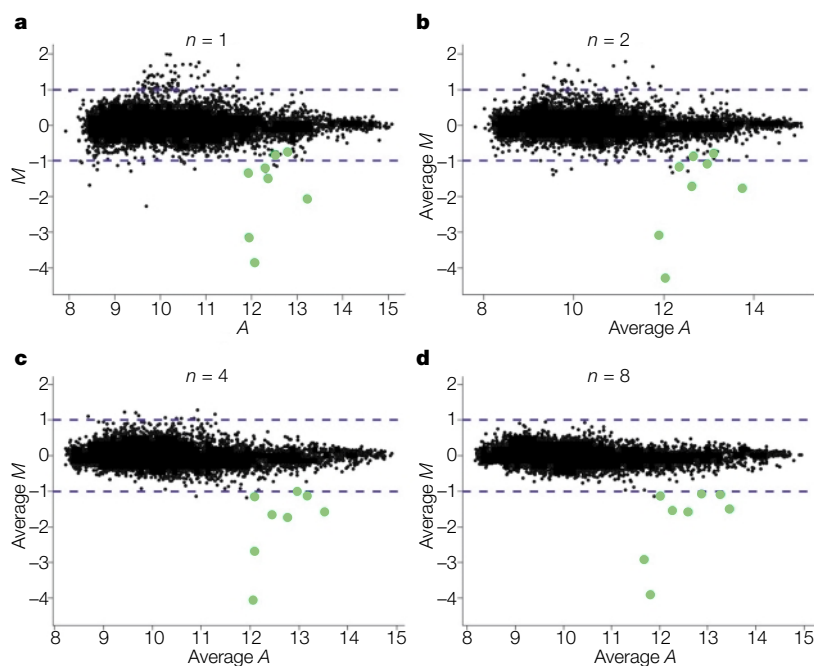 a
n = 1
2
1
0
–1
–2
–3
–4
M
8 9 10 11 12 13 14 15
A
b
n = 2
2
1
0
–1
–2
–3
–4
Average M
8 10 12 14
Average A
c
n = 4
2
1
0
–1
–2
–3
–4
Average M
8 9 10 11 12 13 14 15
Average A
d
n = 8
2
1
0
–1
–2
–3
–4
Average M
8 9 10 11 12 13 14 15
Average A